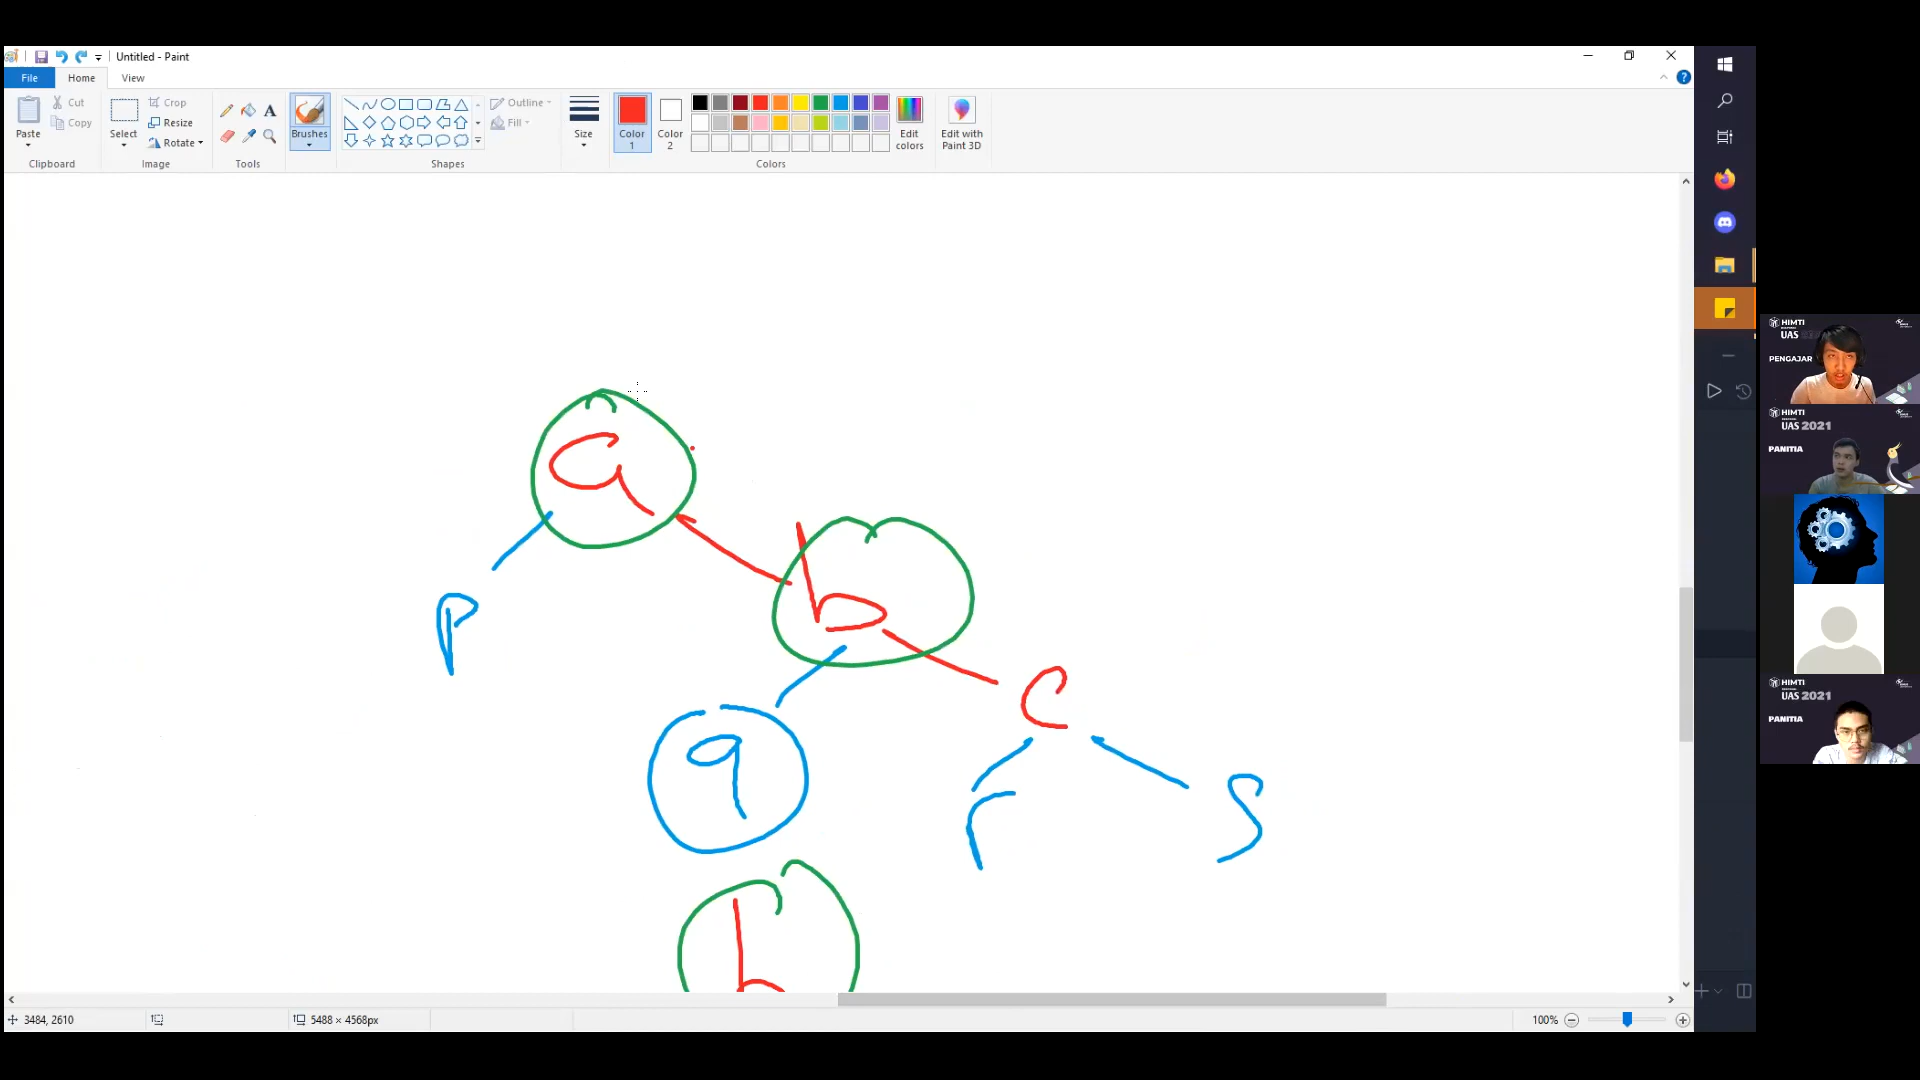 Untitled - Paint
File Home View
Paste
Cut
Copy
Clipboard
Select
Crop
Resize
Rotate
Image
Tools
Brushes
Shapes
Outline
Fill
Size
Color 1
Color 2
Edit colors
Colors
Edit with Paint 3D
a
p
b
q
c
r
s
b
3484, 2610
5488 × 4568px
100%
HIMTI
UAS
PENGAJAR
HIMTI
UAS 2021
PANITIA
HIMTI
UAS 2021
PANITIA